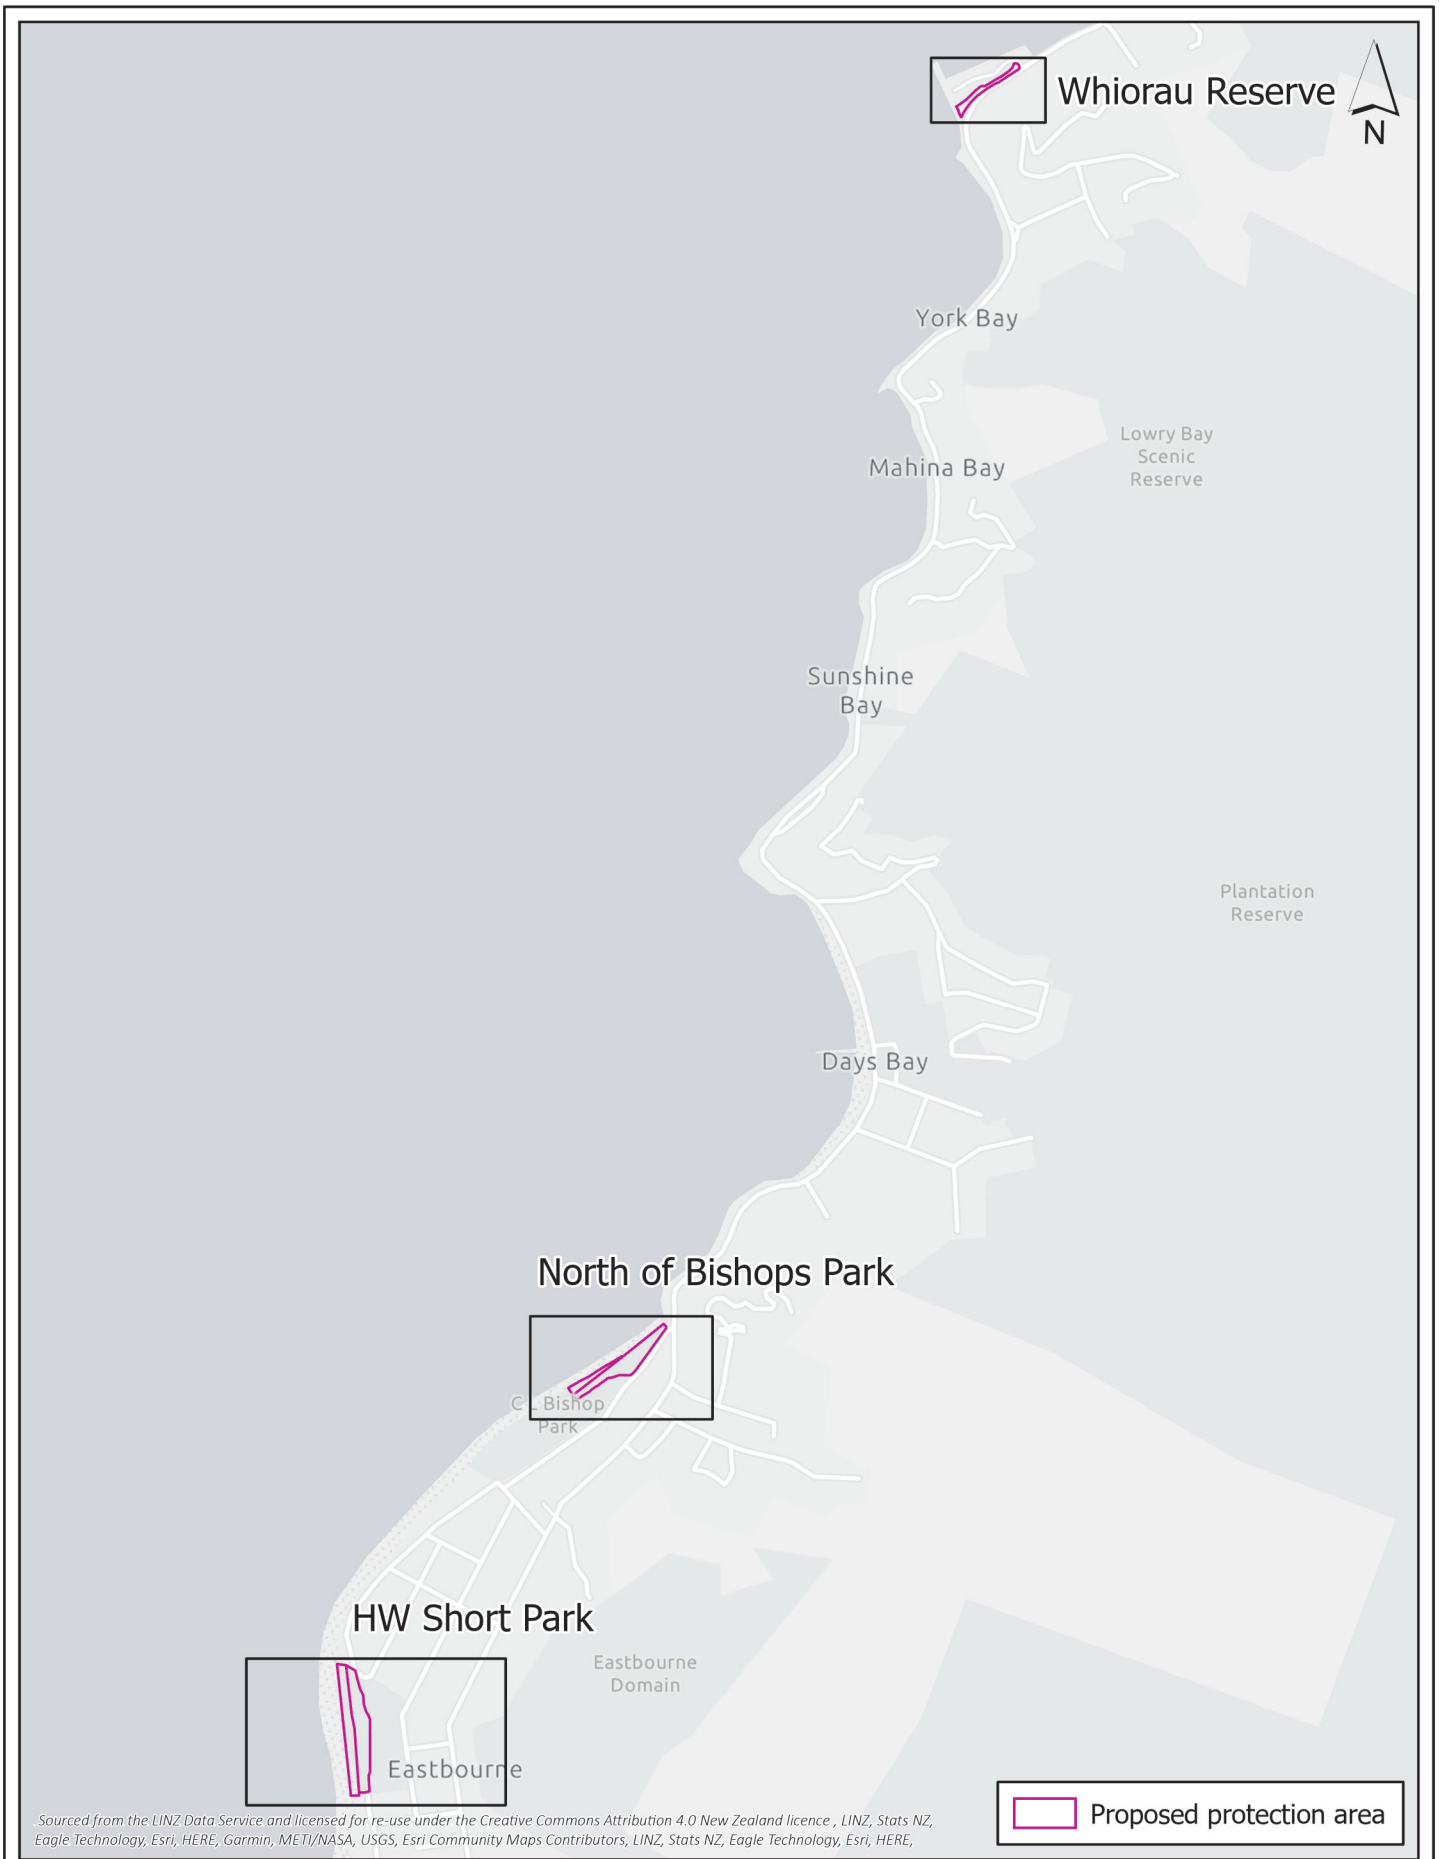 Whiorau Reserve
N
York Bay
Lowry Bay
Scenic
Reserve
Mahina Bay
Sunshine
Bay
Plantation
Reserve
Days Bay
North of Bishops Park
C L Bishop
Park
HW Short Park
Eastbourne
Domain
Eastbourne
Proposed protection area
Sourced from the LINZ Data Service and licensed for re-use under the Creative Commons Attribution 4.0 New Zealand licence , LINZ, Stats NZ,
Eagle Technology, Esri, HERE, Garmin, METI/NASA, USGS, Esri Community Maps Contributors, LINZ, Stats NZ, Eagle Technology, Esri, HERE,